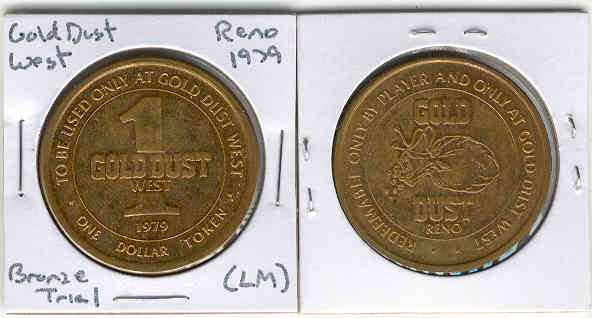 Gold Dust Reno
West 1979
TO BE USED ONLY AT GOLD DUST WEST
1
GOLD DUST
WEST
1979
ONE DOLLAR TOKEN
Bronze (LM)
Trial
REDEEMABLE ONLY BY PLAYER AND ONLY AT GOLD DUST WEST
GOLD
DUST
RENO